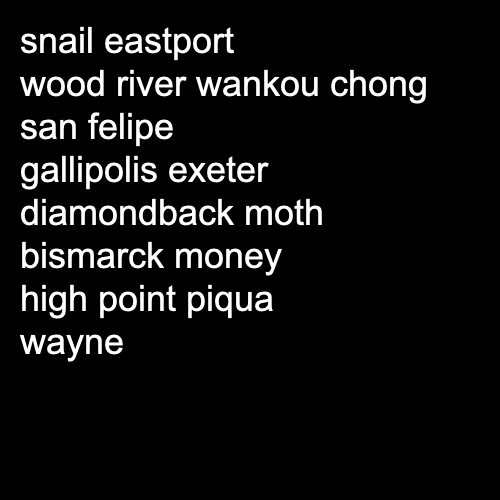 snail eastport
wood river wankou chong
san felipe
gallipolis exeter
diamondback moth
bismarck money
high point piqua
wayne